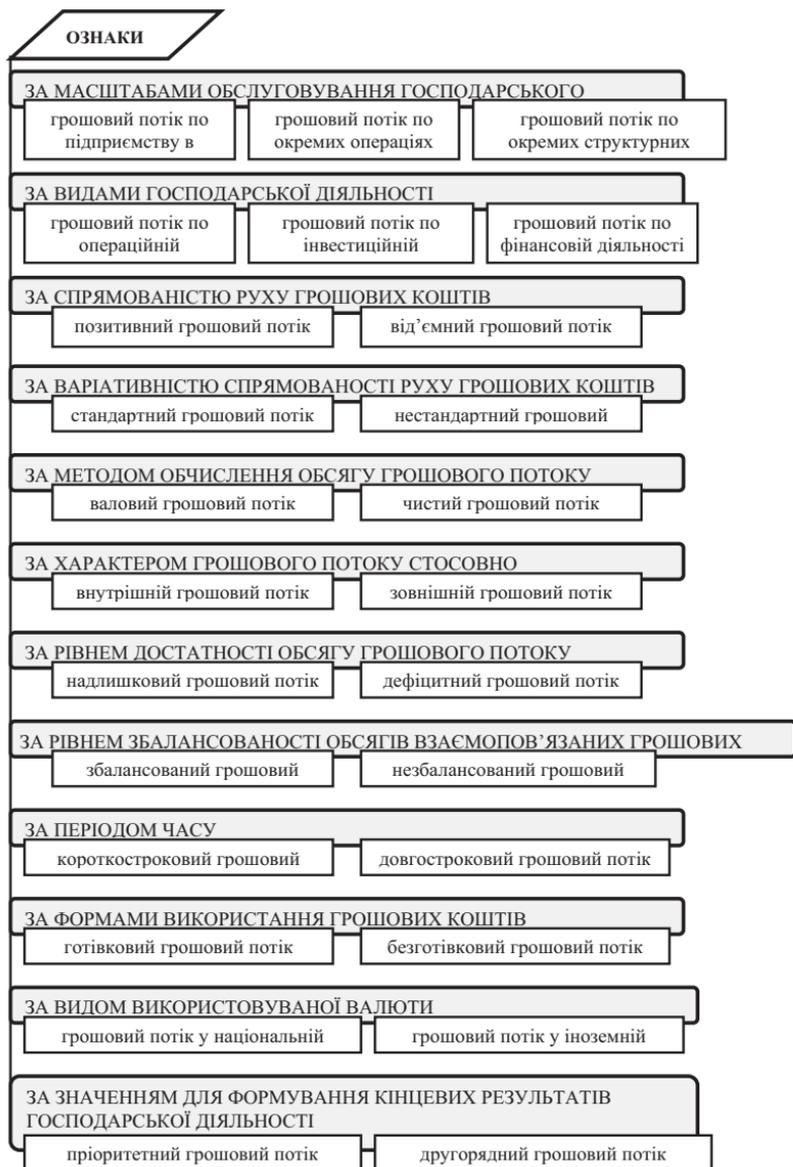 ОЗНАКИ
ЗА МАСШТАБАМИ ОБСЛУГОВУВАННЯ ГОСПОДАРСЬКОГО
грошовий потік по
підприємству в
грошовий потік по
окремих операціях
грошовий потік по
окремих структурних
ЗА ВИДАМИ ГОСПОДАРСЬКОЇ ДІЯЛЬНОСТІ
грошовий потік по
операційній
грошовий потік по
інвестиційній
грошовий потік по
фінансовій діяльності
ЗА СПРЯМОВАНІСТЮ РУХУ ГРОШОВИХ КОШТІВ
позитивний грошовий потік
від’ємний грошовий потік
ЗА ВАРІАТИВНІСТЮ СПРЯМОВАНОСТІ РУХУ ГРОШОВИХ КОШТІВ
стандартний грошовий потік
нестандартний грошовий
ЗА МЕТОДОМ ОБЧИСЛЕННЯ ОБСЯГУ ГРОШОВОГО ПОТОКУ
валовий грошовий потік
чистий грошовий потік
ЗА ХАРАКТЕРОМ ГРОШОВОГО ПОТОКУ СТОСОВНО
внутрішній грошовий потік
зовнішній грошовий потік
ЗА РІВНЕМ ДОСТАТНОСТІ ОБСЯГУ ГРОШОВОГО ПОТОКУ
надлишковий грошовий потік
дефіцитний грошовий потік
ЗА РІВНЕМ ЗБАЛАНСОВАНОСТІ ОБСЯГІВ ВЗАЄМОПОВ’ЯЗАНИХ ГРОШОВИХ
збалансований грошовий
незбалансований грошовий
ЗА ПЕРІОДОМ ЧАСУ
короткостроковий грошовий
довгостроковий грошовий потік
ЗА ФОРМАМИ ВИКОРИСТАННЯ ГРОШОВИХ КОШТІВ
готівковий грошовий потік
безготівковий грошовий потік
ЗА ВИДОМ ВИКОРИСТОВУВАНОЇ ВАЛЮТИ
грошовий потік у національній
грошовий потік у іноземній
ЗА ЗНАЧЕННЯМ ДЛЯ ФОРМУВАННЯ КІНЦЕВИХ РЕЗУЛЬТАТІВ
ГОСПОДАРСЬКОЇ ДІЯЛЬНОСТІ
пріоритетний грошовий потік
другорядний грошовий потік